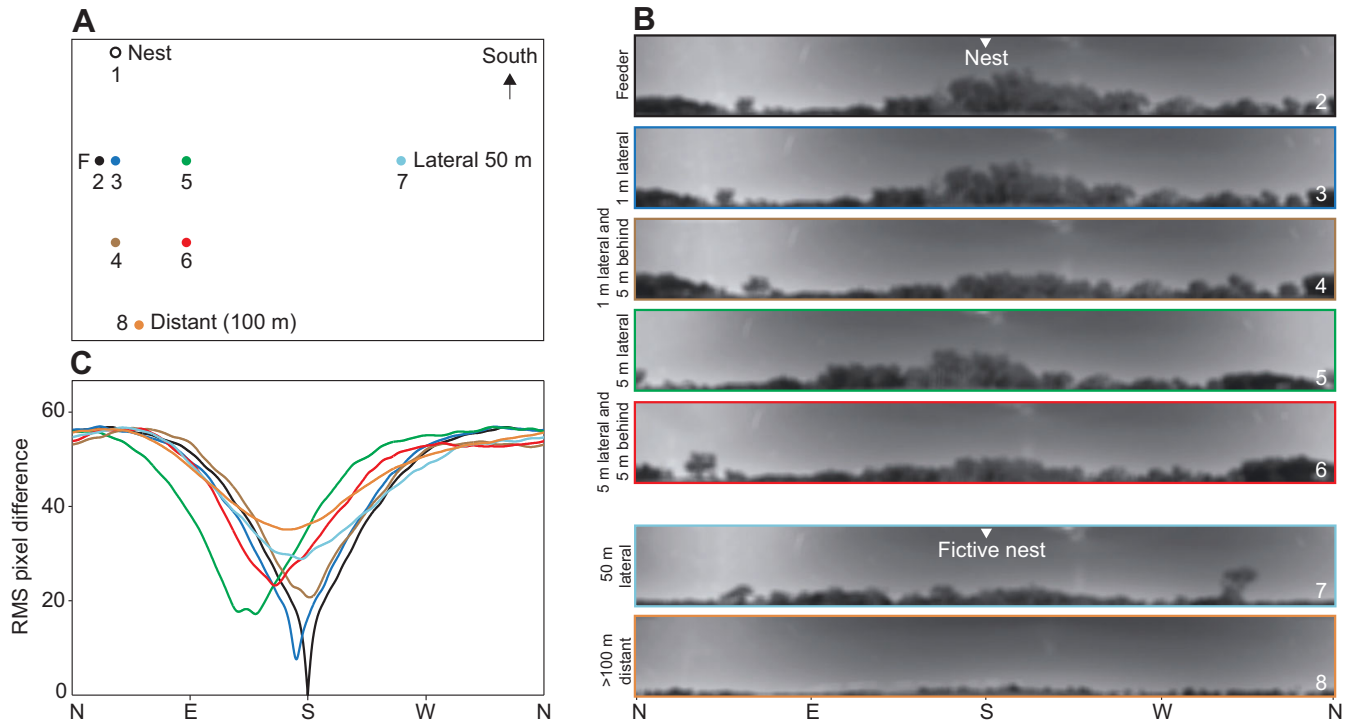 A
Nest
1
South
F
2
3
5
Lateral 50 m
7
4
6
8
Distant (100 m)
B
Feeder
Nest
2
1 m lateral
3
1 m lateral and
5 m behind
4
5 m lateral
5
5 m lateral and
5 m behind
6
50 m
lateral
Fictive nest
7
>100 m
distant
8
N E S W N
C
RMS pixel difference
60
40
20
0
N E S W N